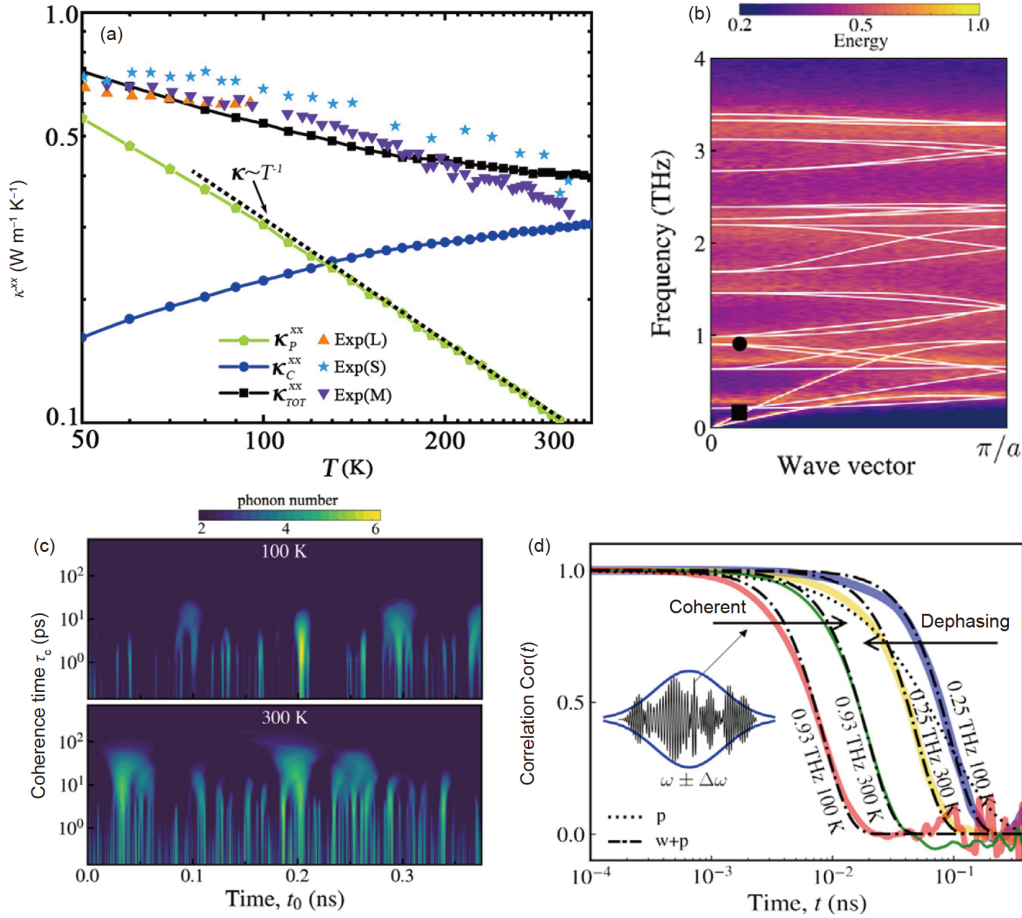 (a)
1.0
0.5
0.1
κ^xx (W m⁻¹ K⁻¹)
κ~T⁻¹
κ_P^xx
κ_C^xx
κ_TOT^xx
Exp(L)
Exp(S)
Exp(M)
50
100
200
300
T (K)
(b)
0.2
0.5
1.0
Energy
4
3
2
1
0
Frequency (THz)
0
π/a
Wave vector
(c)
phonon number
2
4
6
100 K
10²
10¹
10⁰
300 K
10²
10¹
10⁰
Coherence time τ_c (ps)
0.0
0.1
0.2
0.3
Time, t₀ (ns)
(d)
1.0
0.5
0.0
Correlation Cor(t)
Coherent
Dephasing
ω ± Δω
0.93 THz 100 K
0.93 THz 300 K
0.25 THz 300 K
0.25 THz 100 K
p
w+p
10⁻⁴
10⁻³
10⁻²
10⁻¹
Time, t (ns)